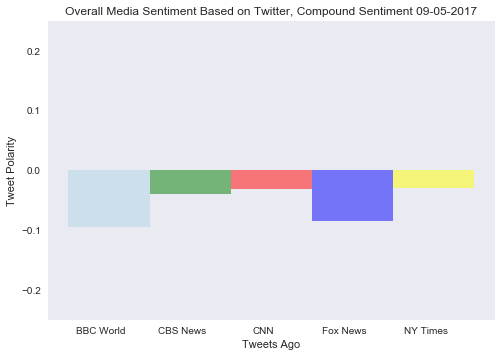 Overall Media Sentiment Based on Twitter, Compound Sentiment 09-05-2017
0.2
0.1
0.0
−0.1
−0.2
Tweet Polarity
BBC World CBS News CNN Fox News NY Times
Tweets Ago